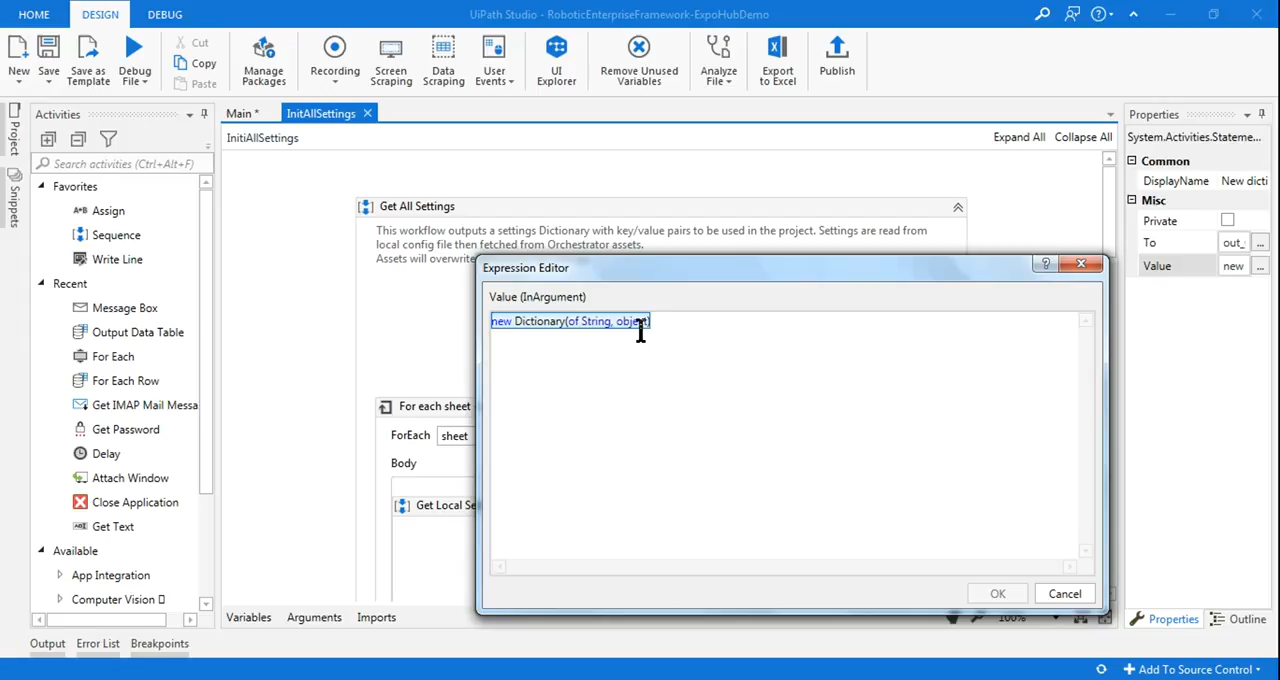 HOME DESIGN DEBUG
UiPath Studio - RoboticEnterpriseFramework-ExpoHubDemo
New Save Save as Template Debug File
Cut
Copy
Paste
Manage Packages
Recording
Screen Scraping
Data Scraping
User Events
UI Explorer
Remove Unused Variables
Analyze File
Export to Excel
Publish
Project
Snippets
Activities
Search activities (Ctrl+Alt+F)
Favorites
Assign
Sequence
Write Line
Recent
Message Box
Output Data Table
For Each
For Each Row
Get IMAP Mail Messa
Get Password
Delay
Attach Window
Close Application
Get Text
Available
App Integration
Computer Vision
Main *
InitAllSettings
InitiAllSettings
Expand All Collapse All
Get All Settings
This workflow outputs a settings Dictionary with key/value pairs to be used in the project. Settings are read from
local config file then fetched from Orchestrator assets.
Assets will overwrite
For each sheet
ForEach sheet
Body
Get Local Se
Expression Editor
?
Value (InArgument)
new Dictionary(of String, object)
OK Cancel
Variables Arguments Imports
100%
Properties
System.Activities.Stateme...
Common
DisplayName New dicti
Misc
Private
To out_ ...
Value new ...
Properties Outline
Output Error List Breakpoints
Add To Source Control